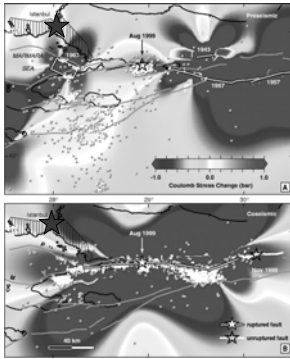 Istanbul
Preseismic
1943
Aug 1999
1963
MARMARA
SEA
1967
1957
-1.0 0.0 1.0
Coulomb Stress Change (bar)
A
28° 29° 30°
Istanbul
Coseismic
Aug 1999
Nov 1999
ruptured fault
unruptured fault
40 km
B